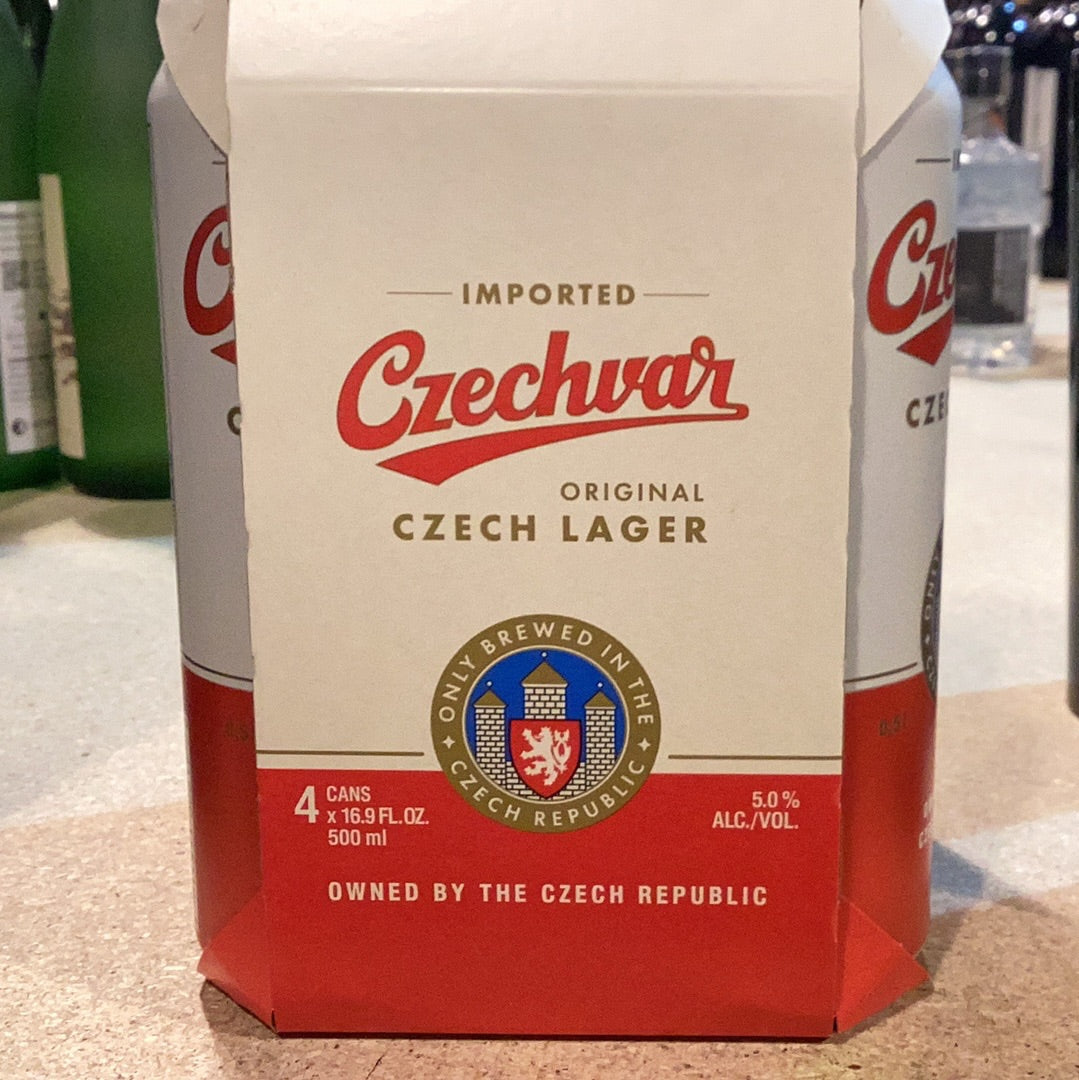 IMPORTED
Czechvar
ORIGINAL
CZECH LAGER
ONLY BREWED IN THE
CZECH REPUBLIC
4 CANS
x 16.9 FL.OZ.
500 ml
5.0 %
ALC./VOL.
OWNED BY THE CZECH REPUBLIC